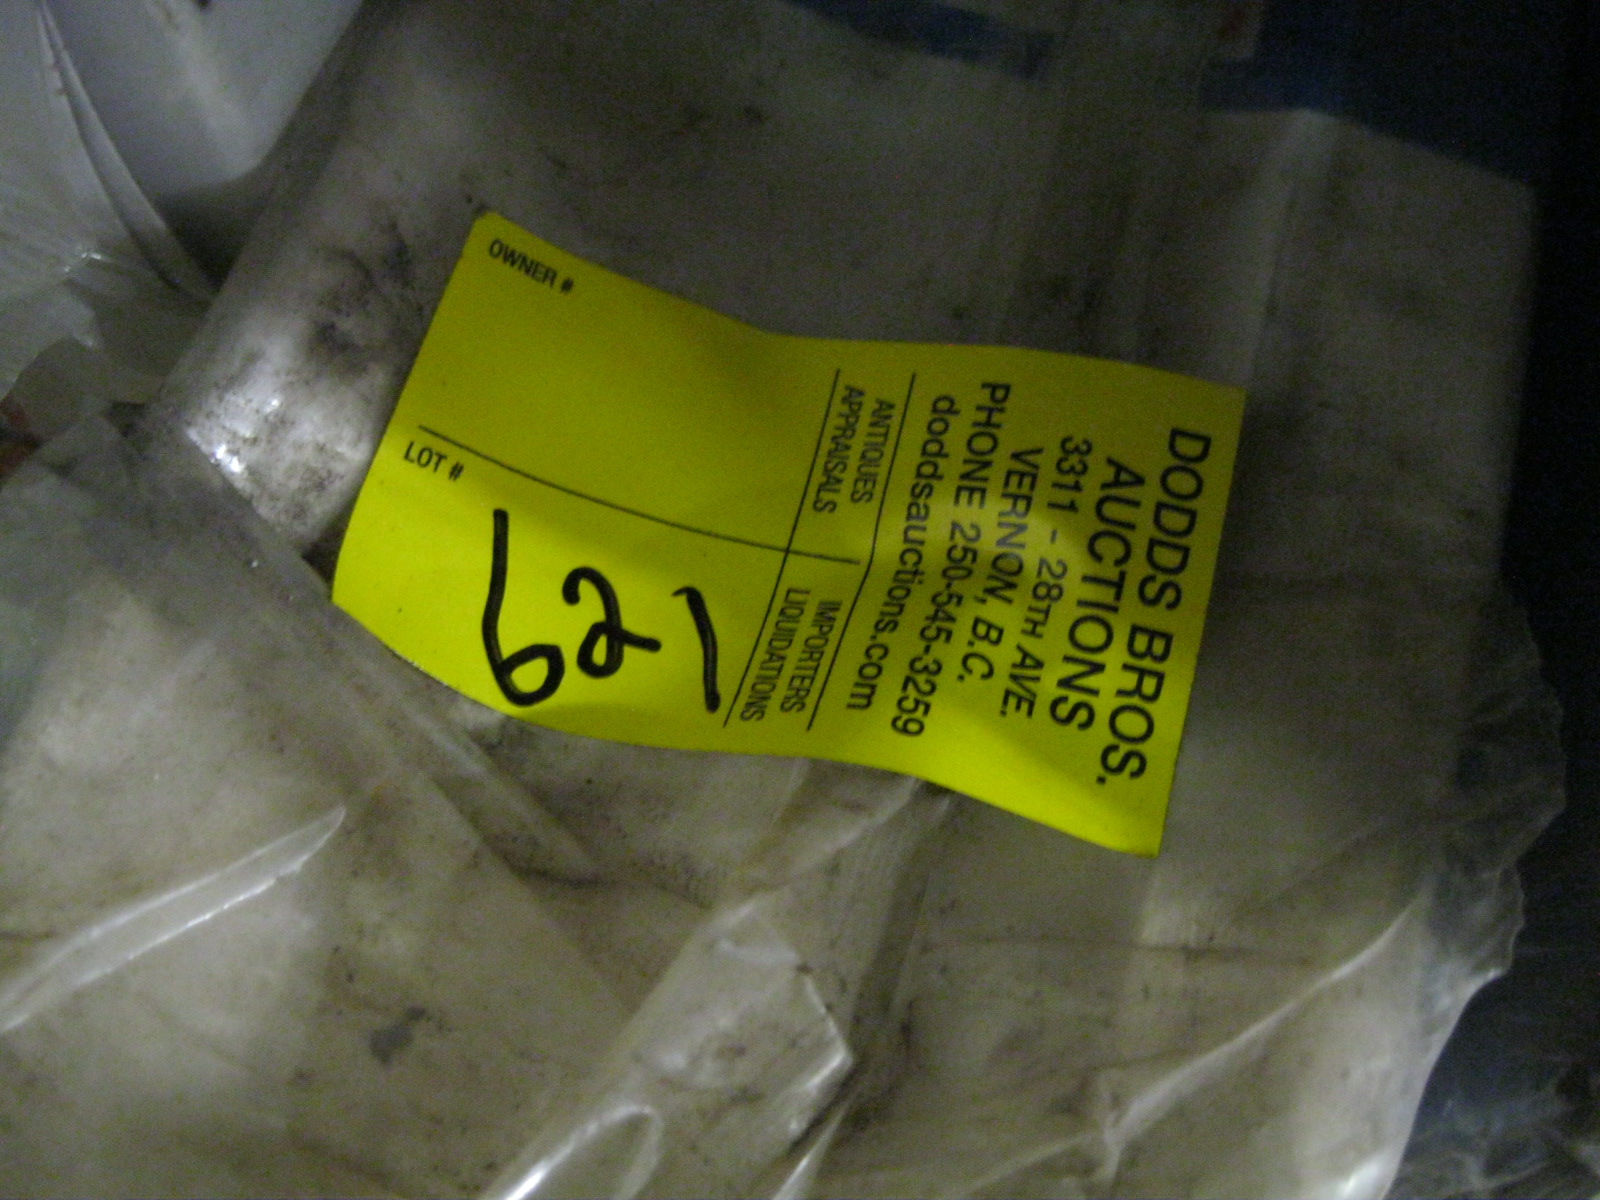 DODDS BROS.
AUCTIONS
3311 - 28TH AVE.
VERNON, B.C.
PHONE 250-545-3259
doddsauctions.com
ANTIQUES
APPRAISALS
IMPORTERS
LIQUIDATIONS
OWNER #
LOT #
621